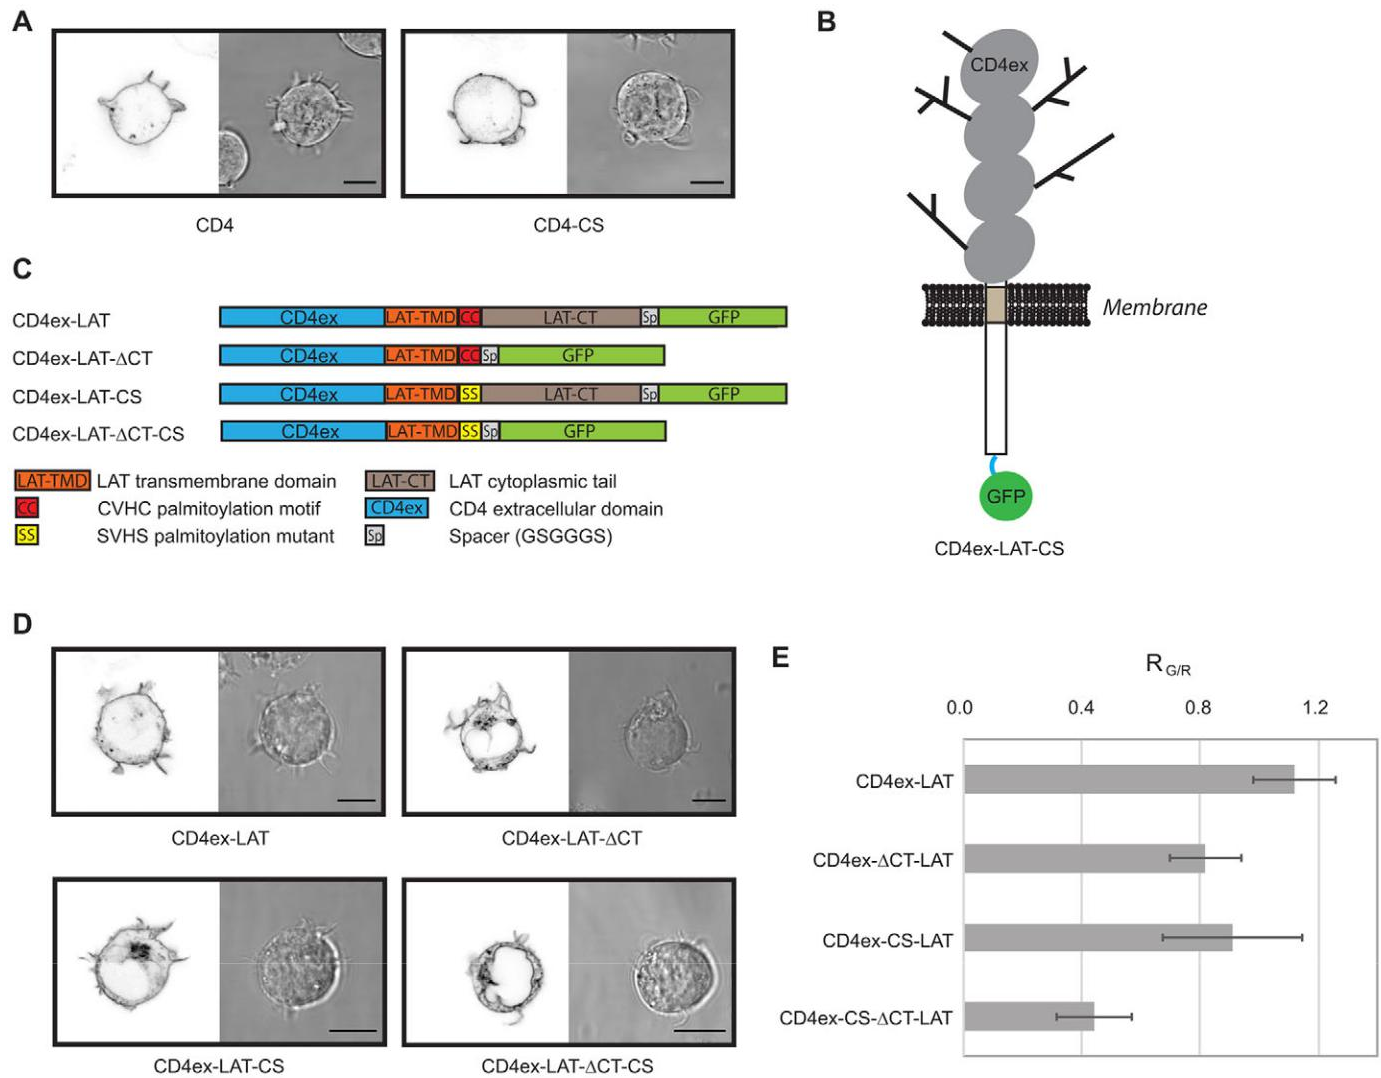 A
CD4
CD4-CS
B
CD4ex
Membrane
GFP
CD4ex-LAT-CS
C
CD4ex-LAT
CD4ex LAT-TMD CC LAT-CT Sp GFP
CD4ex-LAT-ΔCT
CD4ex LAT-TMD CC Sp GFP
CD4ex-LAT-CS
CD4ex LAT-TMD SS LAT-CT Sp GFP
CD4ex-LAT-ΔCT-CS
CD4ex LAT-TMD SS Sp GFP
LAT-TMD LAT transmembrane domain
CC CVHC palmitoylation motif
SS SVHS palmitoylation mutant
LAT-CT LAT cytoplasmic tail
CD4ex CD4 extracellular domain
Sp Spacer (GSGGGS)
D
CD4ex-LAT
CD4ex-LAT-ΔCT
CD4ex-LAT-CS
CD4ex-LAT-ΔCT-CS
E
R G/R
0.0 0.4 0.8 1.2
CD4ex-LAT
CD4ex-ΔCT-LAT
CD4ex-CS-LAT
CD4ex-CS-ΔCT-LAT